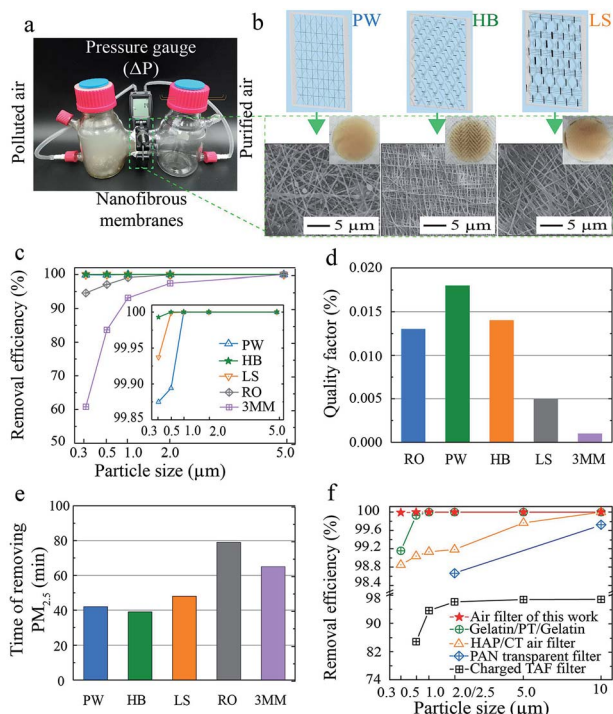 a
Pressure gauge
(ΔP)
Polluted air
Purified air
Nanofibrous
membranes
b
PW
HB
LS
5 µm
5 µm
5 µm
c
Removal efficiency (%)
100
90
80
70
60
50
0.3
0.5
1.0
2.0
5.0
Particle size (µm)
100
99.95
99.90
99.85
0.3
0.5
1.0
2.0
5.0
PW
HB
LS
RO
3MM
d
Quality factor (%)
0.020
0.015
0.010
0.005
0.000
RO
PW
HB
LS
3MM
e
Time of removing
PM2.5 (min)
100
80
60
40
20
0
PW
HB
LS
RO
3MM
f
Removal efficiency (%)
100
99.6
99.2
98.8
98.4
98
90
82
74
Air filter of this work
Gelatin/PT/Gelatin
HAP/CT air filter
PAN transparent filter
Charged TAF filter
0.3
0.5
1.0
2.0/2.5
5.0
10
Particle size (µm)